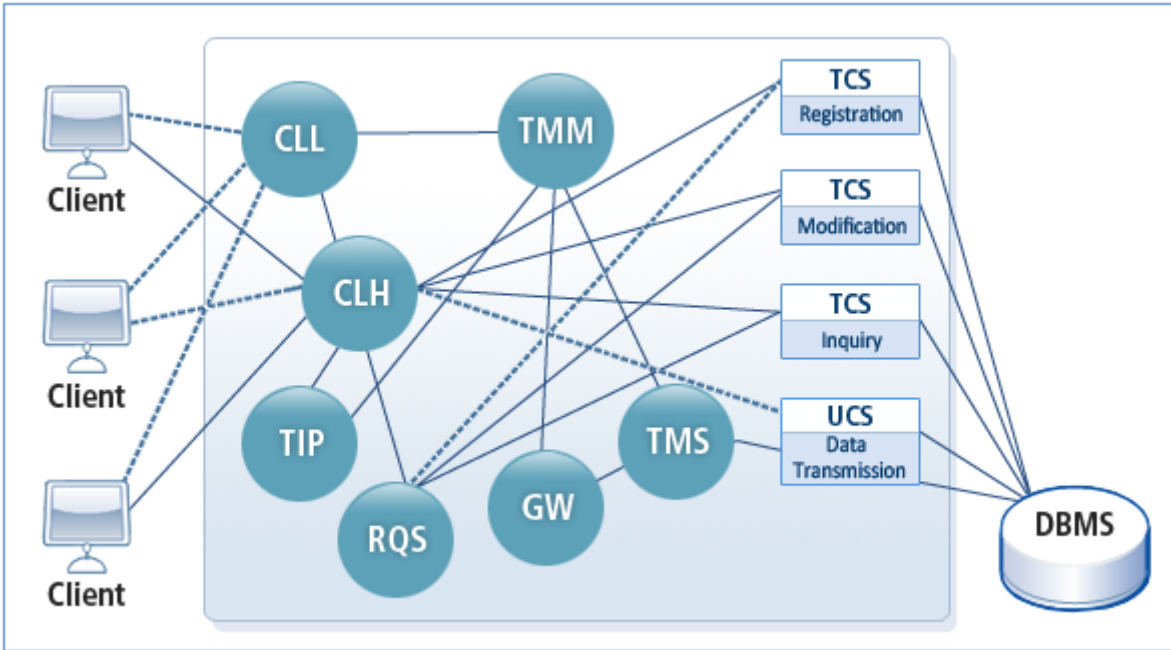 Client
Client
Client
CLL
TMM
CLH
TIP
RQS
GW
TMS
TCS
Registration
TCS
Modification
TCS
Inquiry
UCS
Data
Transmission
DBMS